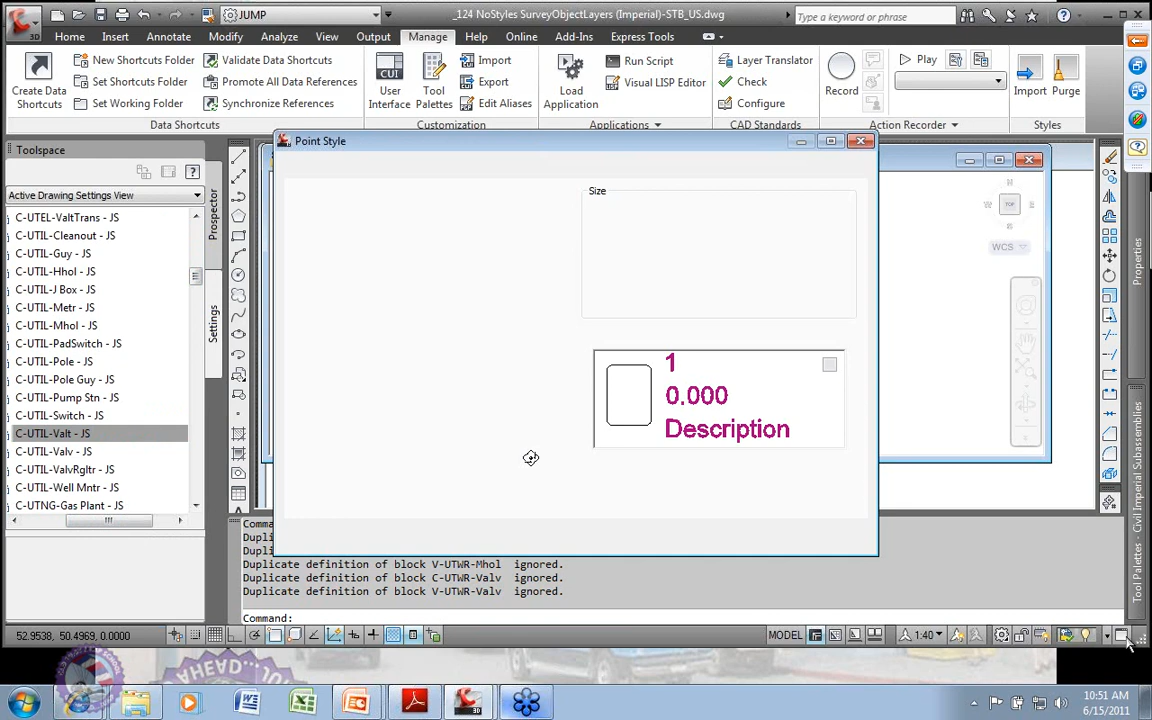 JUMP
_124 NoStyles SurveyObjectLayers (Imperial)-STB_US.dwg
Type a keyword or phrase
3D
Home
Insert
Annotate
Modify
Analyze
View
Output
Manage
Help
Online
Add-Ins
Express Tools
Create Data
Shortcuts
New Shortcuts Folder
Set Shortcuts Folder
Set Working Folder
Validate Data Shortcuts
Promote All Data References
Synchronize References
Data Shortcuts
CUI
User
Interface
Tool
Palettes
Import
Export
Edit Aliases
Customization
Load
Application
Run Script
Visual LISP Editor
Applications
Layer Translator
Check
Configure
CAD Standards
Record
Play
Action Recorder
Import
Purge
Styles
Toolspace
Active Drawing Settings View
C-UTEL-ValtTrans - JS
C-UTIL-Cleanout - JS
C-UTIL-Guy - JS
C-UTIL-Hhol - JS
C-UTIL-J Box - JS
C-UTIL-Metr - JS
C-UTIL-Mhol - JS
C-UTIL-PadSwitch - JS
C-UTIL-Pole - JS
C-UTIL-Pole Guy - JS
C-UTIL-Pump Stn - JS
C-UTIL-Switch - JS
C-UTIL-Valt - JS
C-UTIL-Valv - JS
C-UTIL-ValvRgltr - JS
C-UTIL-Well Mntr - JS
C-UTNG-Gas Plant - JS
Prospector
Settings
Point Style
Size
1
0.000
Description
TOP
WCS
Properties
Tool Palettes - Civil Imperial Subassemblies
Comma
Dupli
Dupli
Duplicate definition of block V-UTWR-Mhol ignored.
Duplicate definition of block C-UTWR-Valv ignored.
Duplicate definition of block V-UTWR-Valv ignored.
Command:
52.9538, 50.4969, 0.0000
MODEL
1:40
AHEAD
10:51 AM
6/15/2011